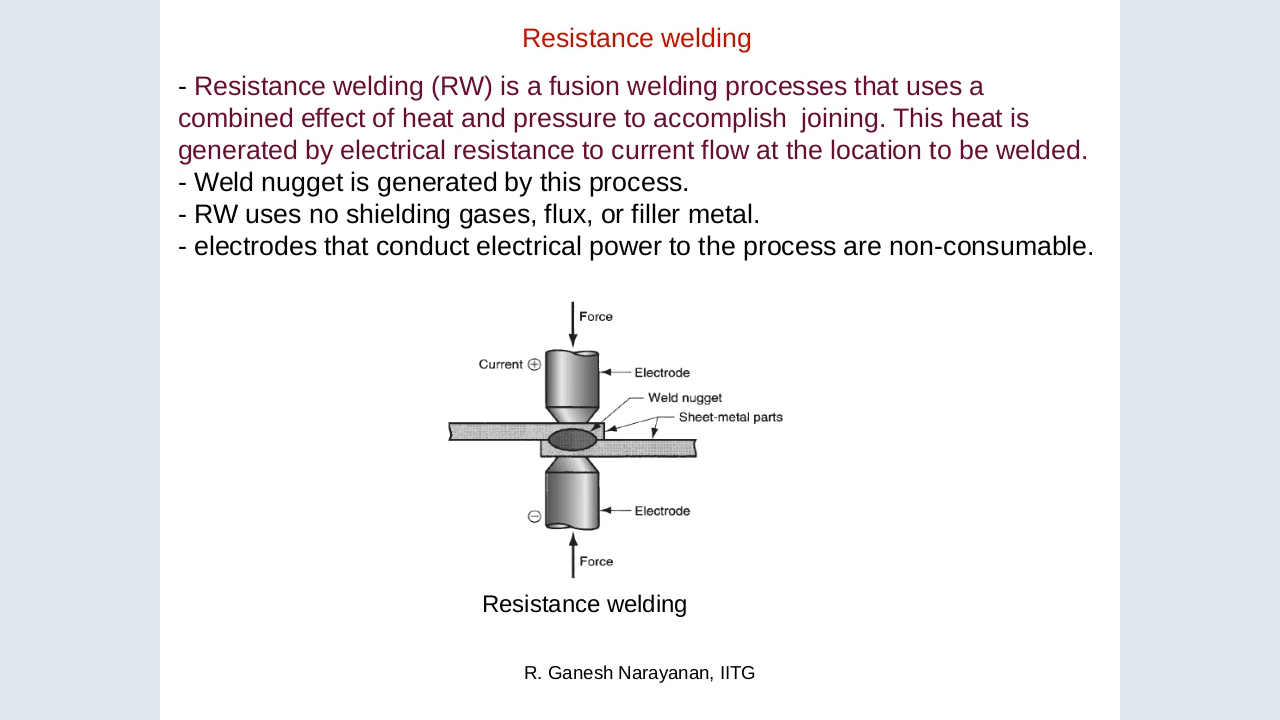 Resistance welding
- Resistance welding (RW) is a fusion welding processes that uses a
combined effect of heat and pressure to accomplish  joining. This heat is
generated by electrical resistance to current flow at the location to be welded.
- Weld nugget is generated by this process.
- RW uses no shielding gases, flux, or filler metal.
- electrodes that conduct electrical power to the process are non-consumable.
Force
Current +
Electrode
Weld nugget
Sheet-metal parts
Electrode
−
Force
Resistance welding
R. Ganesh Narayanan, IITG